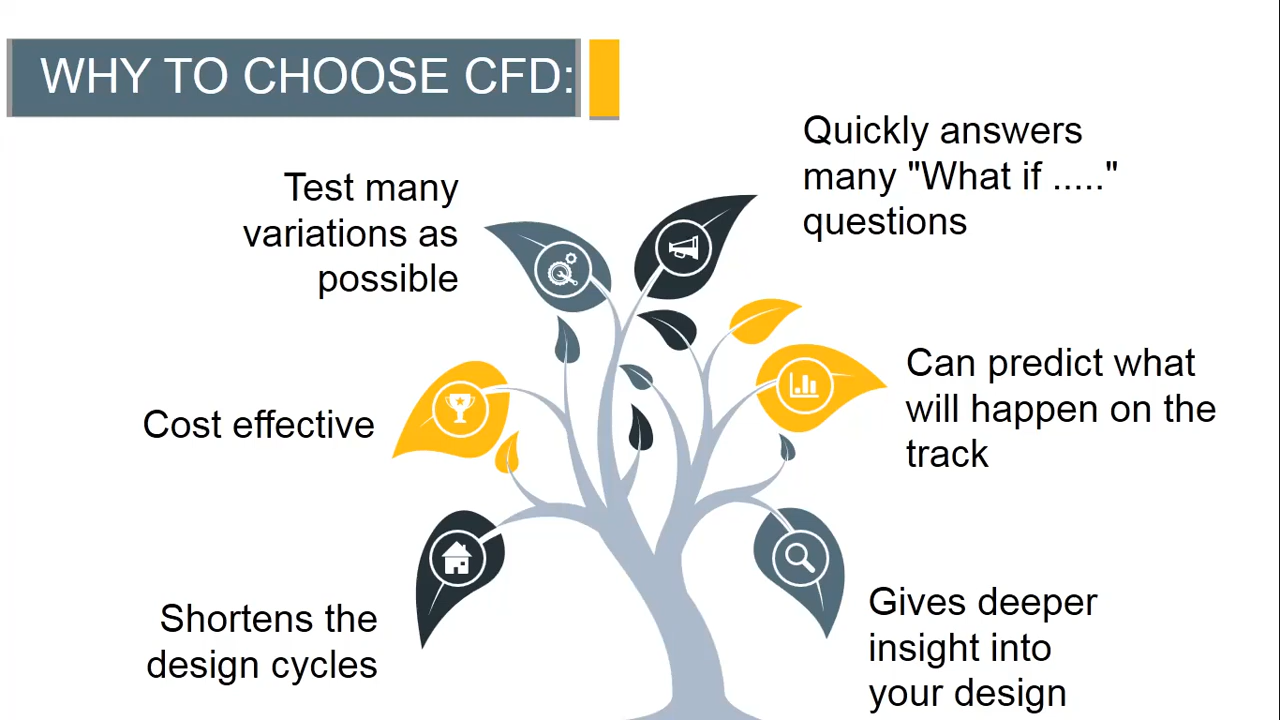 WHY TO CHOOSE CFD:
Test many
variations as
possible
Quickly answers
many "What if ....."
questions
Cost effective
Can predict what
will happen on the
track
Shortens the
design cycles
Gives deeper
insight into
your design